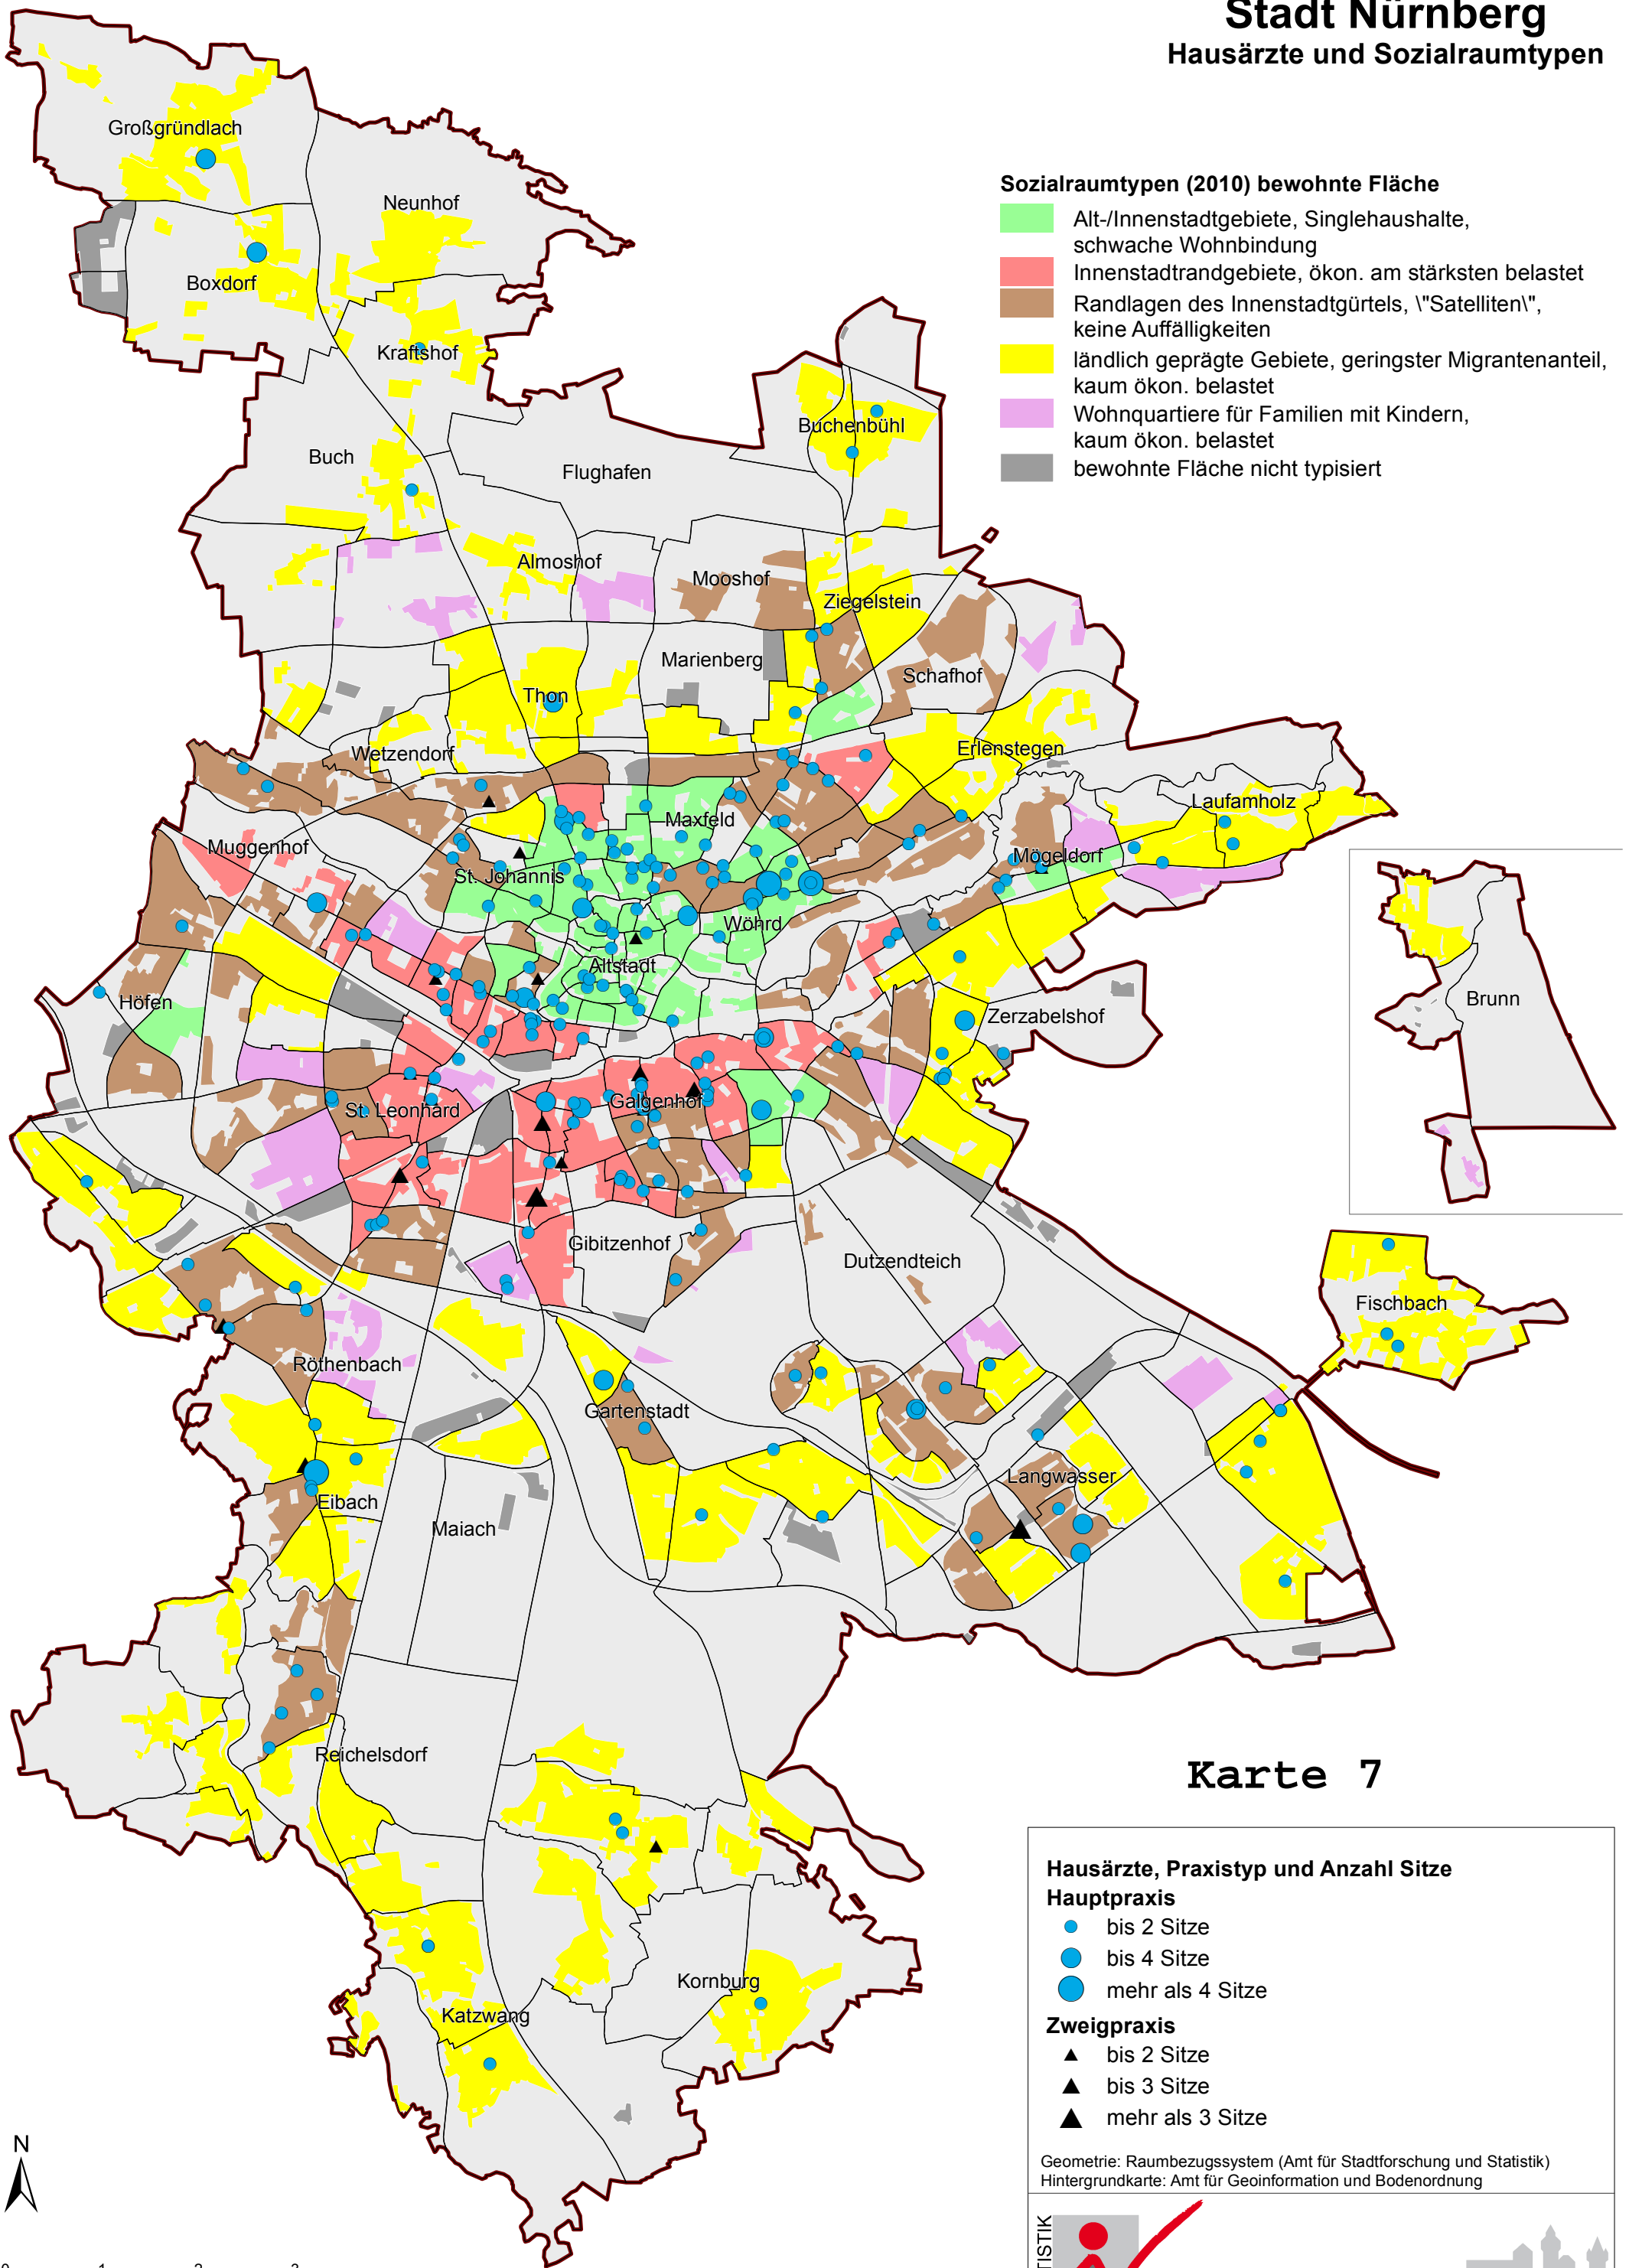 Stadt Nürnberg
Hausärzte und Sozialraumtypen
Sozialraumtypen (2010) bewohnte Fläche
Alt-/Innenstadtgebiete, Singlehaushalte,
schwache Wohnbindung
Innenstadtrandgebiete, ökon. am stärksten belastet
Randlagen des Innenstadtgürtels, \"Satelliten\",
keine Auffälligkeiten
ländlich geprägte Gebiete, geringster Migrantenanteil,
kaum ökon. belastet
Wohnquartiere für Familien mit Kindern,
kaum ökon. belastet
bewohnte Fläche nicht typisiert
Großgründlach
Neunhof
Boxdorf
Kraftshof
Buchenbühl
Buch
Flughafen
Almoshof
Mooshof
Ziegelstein
Marienberg
Schafhof
Thon
Wetzendorf
Erlenstegen
Laufamholz
Maxfeld
Muggenhof
Mögeldorf
St. Johannis
Wöhrd
Altstadt
Höfen
Zerzabelshof
Brunn
St. Leonhard
Galgenhof
Gibitzenhof
Dutzendteich
Fischbach
Röthenbach
Gartenstadt
Langwasser
Eibach
Maiach
Reichelsdorf
Karte 7
Kornburg
Katzwang
Hausärzte, Praxistyp und Anzahl Sitze
Hauptpraxis
bis 2 Sitze
bis 4 Sitze
mehr als 4 Sitze
Zweigpraxis
bis 2 Sitze
bis 3 Sitze
mehr als 3 Sitze
Geometrie: Raumbezugssystem (Amt für Stadtforschung und Statistik)
Hintergrundkarte: Amt für Geoinformation und Bodenordnung
N